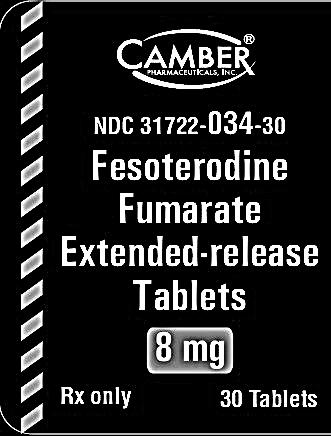 CAMBER®
PHARMACEUTICALS, INC.
NDC 31722-034-30
Fesoterodine
Fumarate
Extended-release
Tablets
8 mg
Rx only 30 Tablets